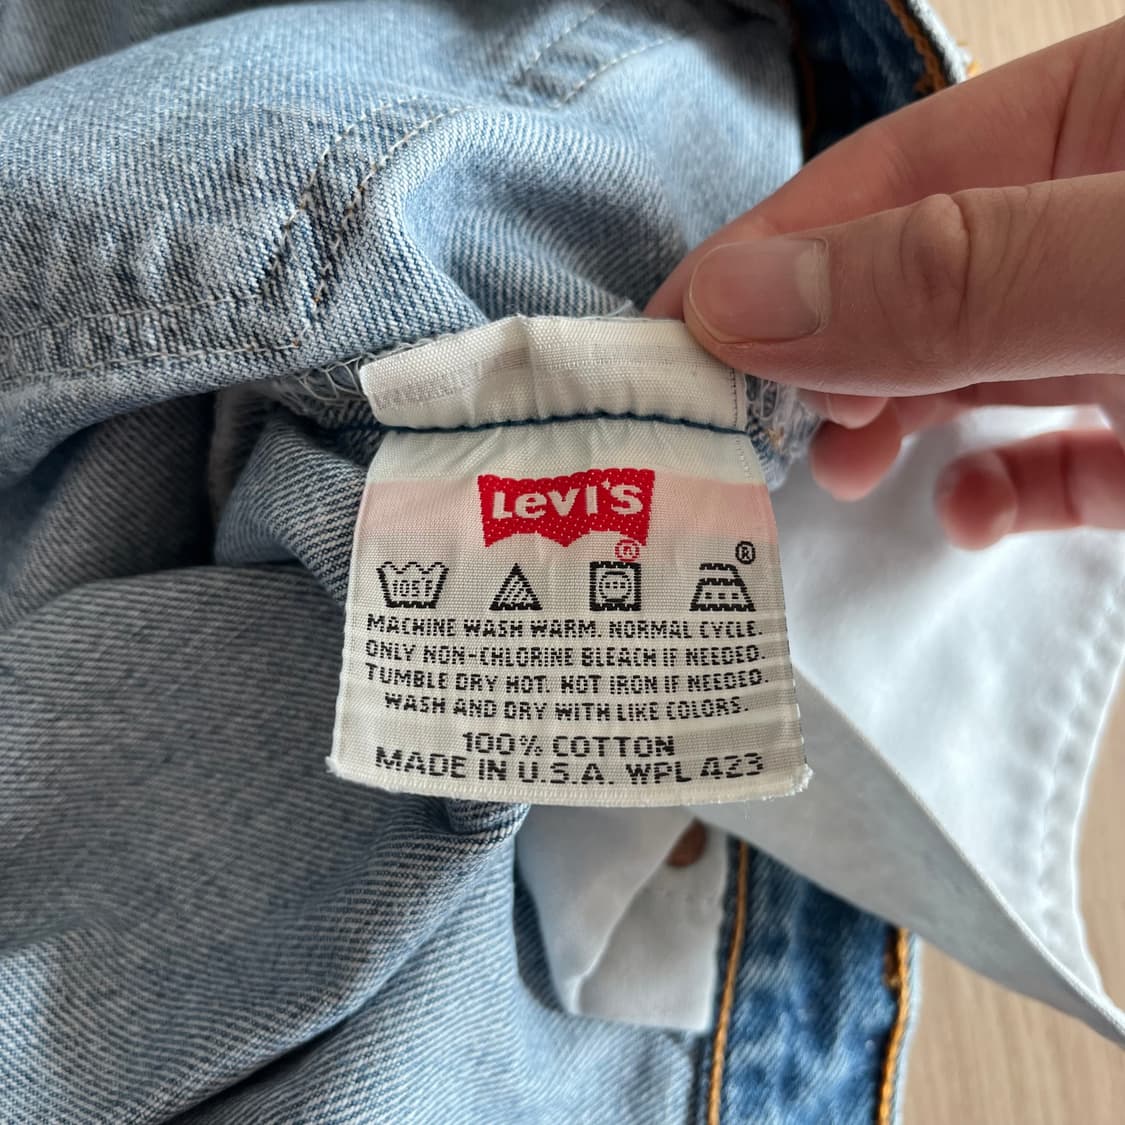 Levi's
®
®
105°
MACHINE WASH WARM. NORMAL CYCLE.
ONLY NON-CHLORINE BLEACH IF NEEDED.
TUMBLE DRY HOT. HOT IRON IF NEEDED.
WASH AND DRY WITH LIKE COLORS.
100% COTTON
MADE IN U.S.A. WPL 423